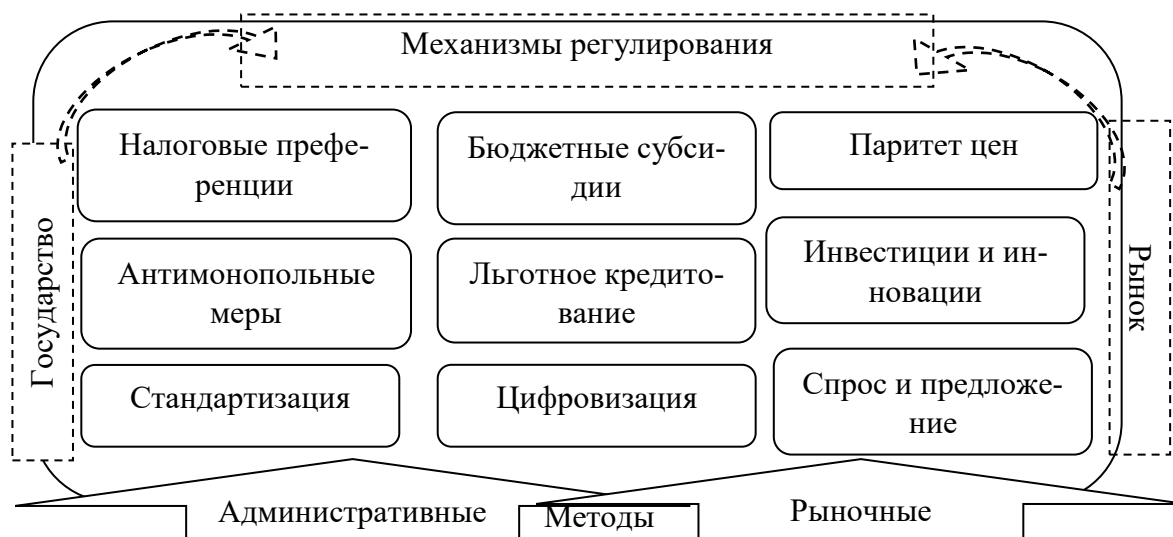 Механизмы регулирования
Государство
Рынок
Налоговые префе-
ренции
Бюджетные субси-
дии
Паритет цен
Антимонопольные
меры
Льготное кредито-
вание
Инвестиции и ин-
новации
Стандартизация
Цифровизация
Спрос и предложе-
ние
Административные
Методы
Рыночные